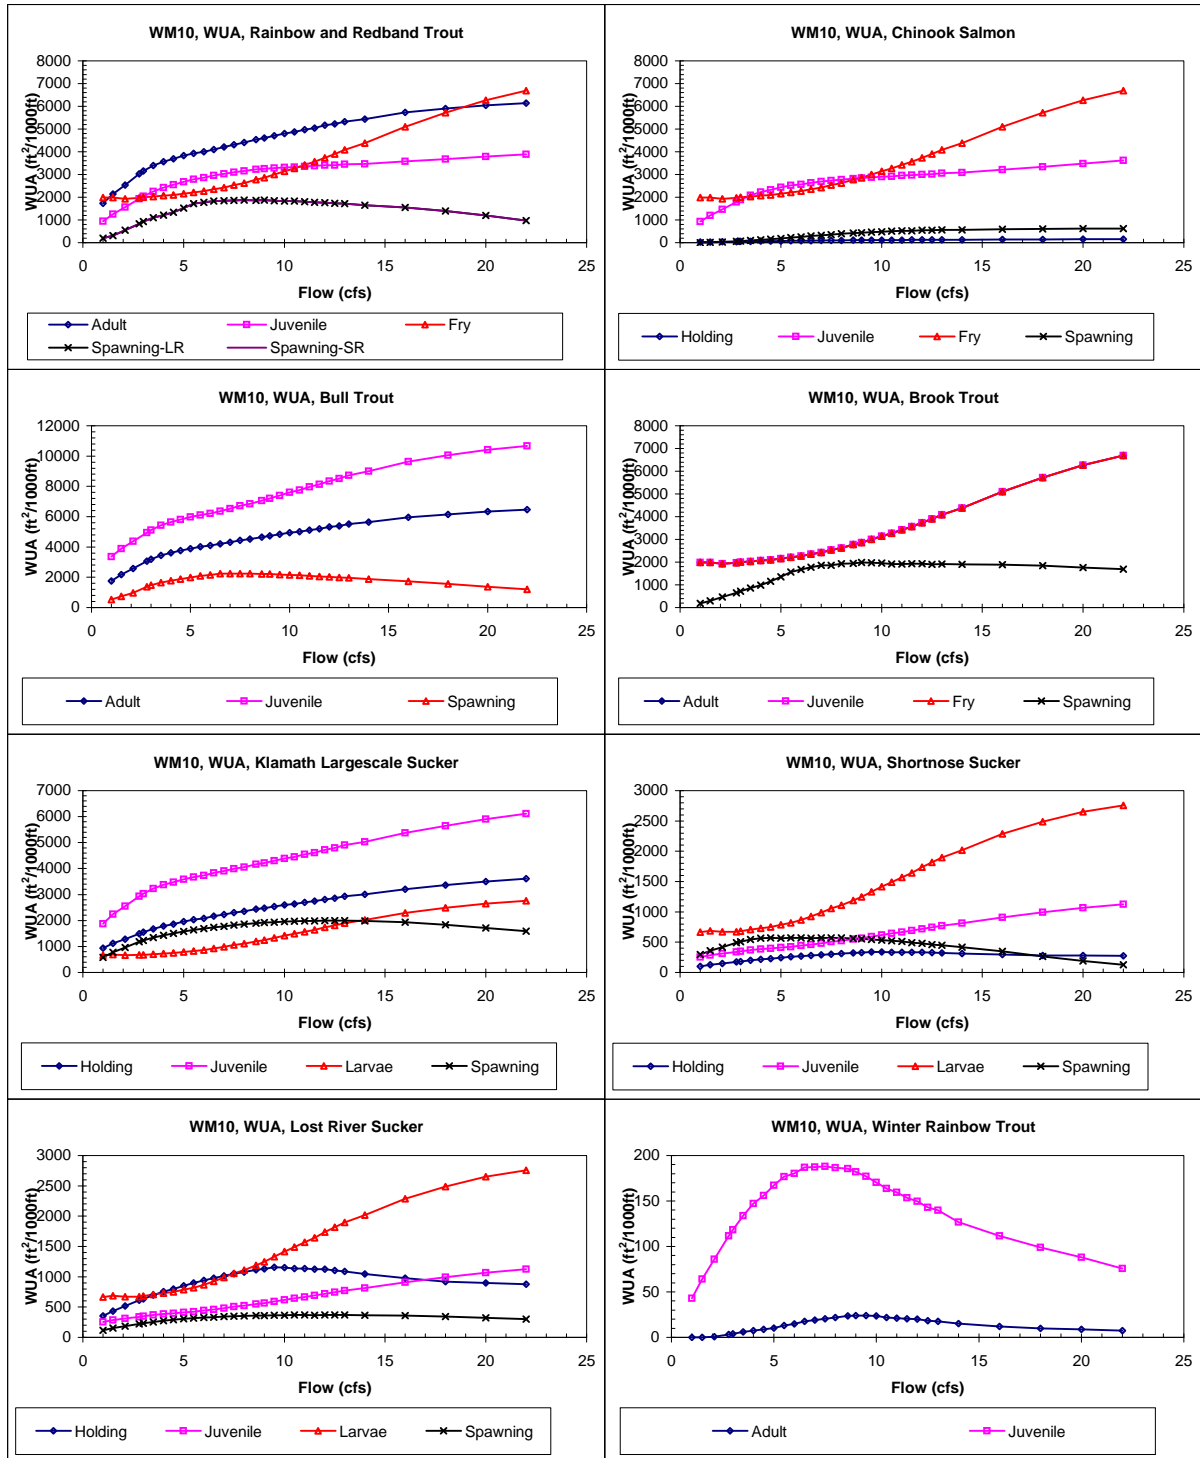 WM10, WUA, Rainbow and Redband Trout
WUA (ft²/1000ft)
8000
7000
6000
5000
4000
3000
2000
1000
0
0 5 10 15 20 25
Flow (cfs)
Adult Juvenile Fry
Spawning-LR Spawning-SR
WM10, WUA, Chinook Salmon
WUA (ft²/1000ft)
8000
7000
6000
5000
4000
3000
2000
1000
0
0 5 10 15 20 25
Flow (cfs)
Holding Juvenile Fry Spawning
WM10, WUA, Bull Trout
WUA (ft²/1000ft)
12000
10000
8000
6000
4000
2000
0
0 5 10 15 20 25
Flow (cfs)
Adult Juvenile Spawning
WM10, WUA, Brook Trout
WUA (ft²/1000ft)
8000
7000
6000
5000
4000
3000
2000
1000
0
0 5 10 15 20 25
Flow (cfs)
Adult Juvenile Fry Spawning
WM10, WUA, Klamath Largescale Sucker
WUA (ft²/1000ft)
7000
6000
5000
4000
3000
2000
1000
0
0 5 10 15 20 25
Flow (cfs)
Holding Juvenile Larvae Spawning
WM10, WUA, Shortnose Sucker
WUA (ft²/1000ft)
3000
2500
2000
1500
1000
500
0
0 5 10 15 20 25
Flow (cfs)
Holding Juvenile Larvae Spawning
WM10, WUA, Lost River Sucker
WUA (ft²/1000ft)
3000
2500
2000
1500
1000
500
0
0 5 10 15 20 25
Flow (cfs)
Holding Juvenile Larvae Spawning
WM10, WUA, Winter Rainbow Trout
WUA (ft²/1000ft)
200
150
100
50
0
0 5 10 15 20 25
Flow (cfs)
Adult Juvenile